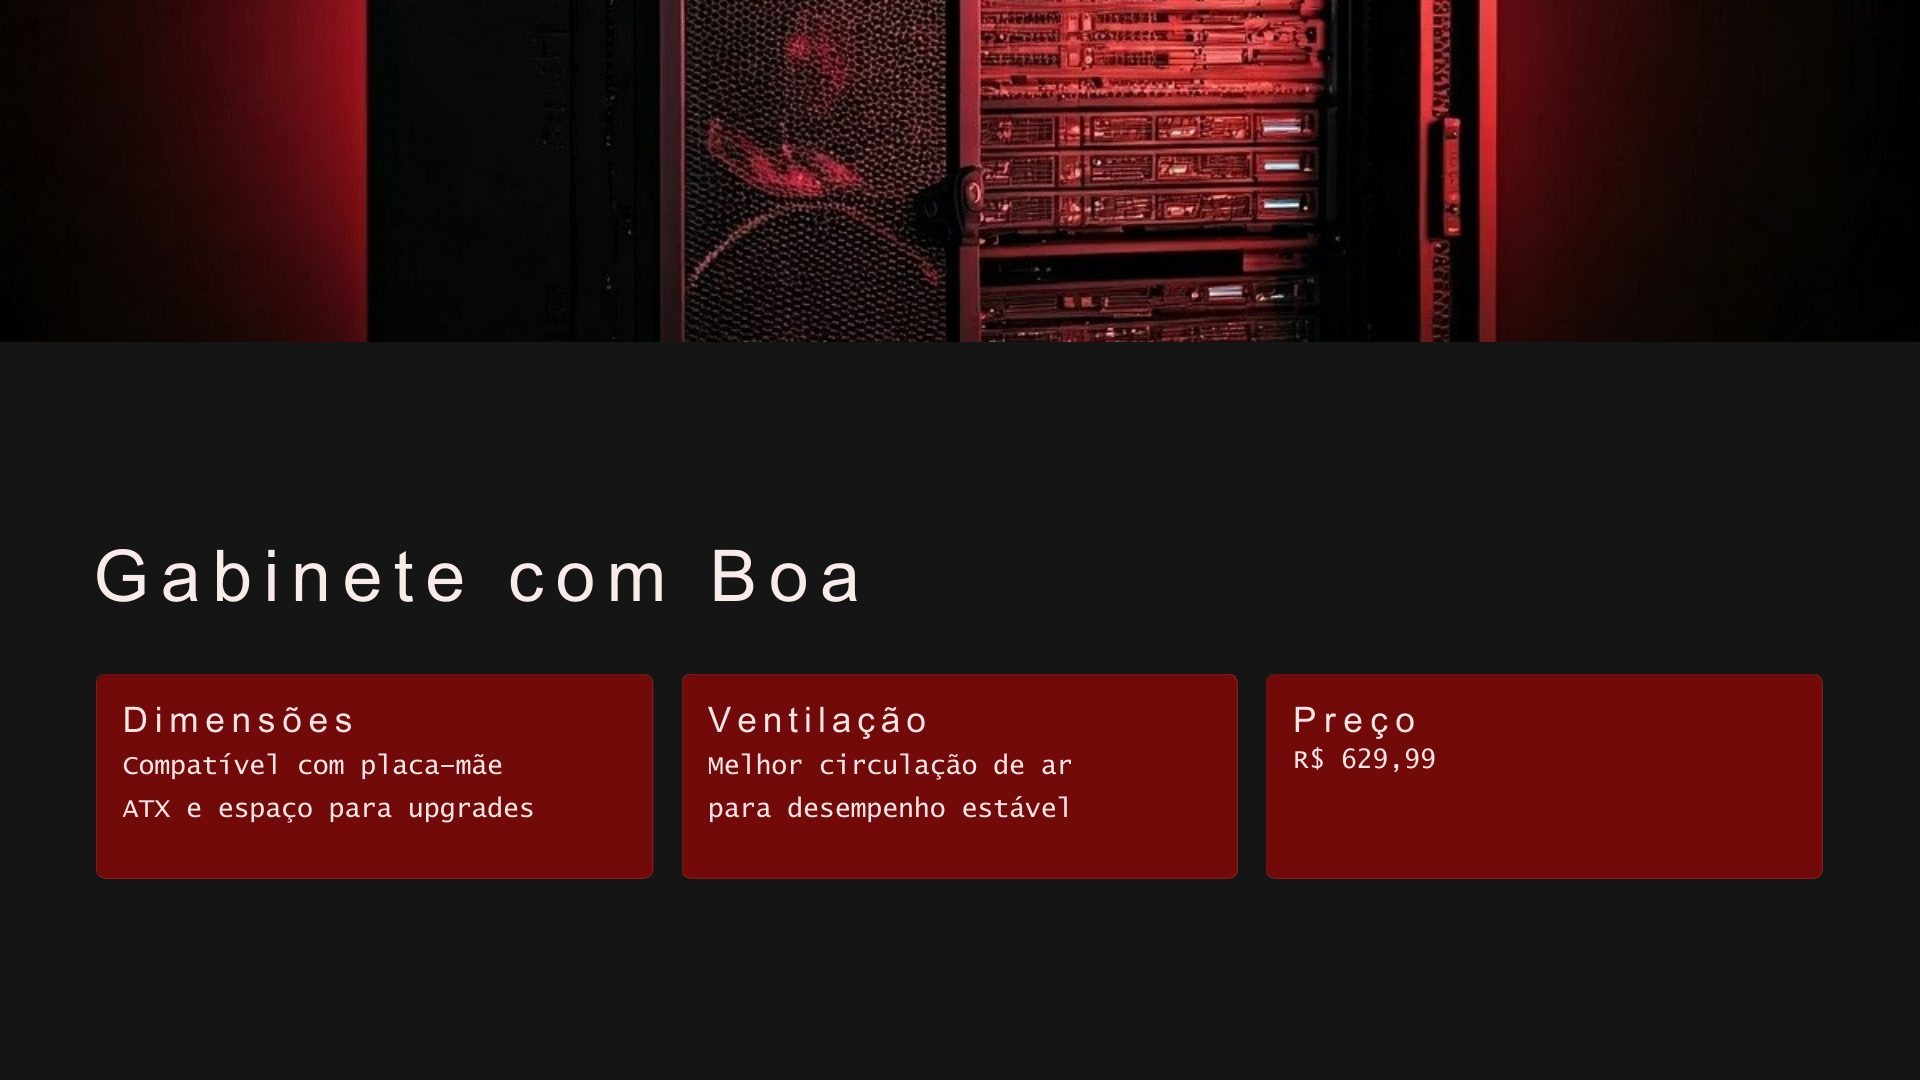 Gabinete com Boa
Dimensões
Compatível com placa-mãe
ATX e espaço para upgrades
Ventilação
Melhor circulação de ar
para desempenho estável
Preço
R$ 629,99